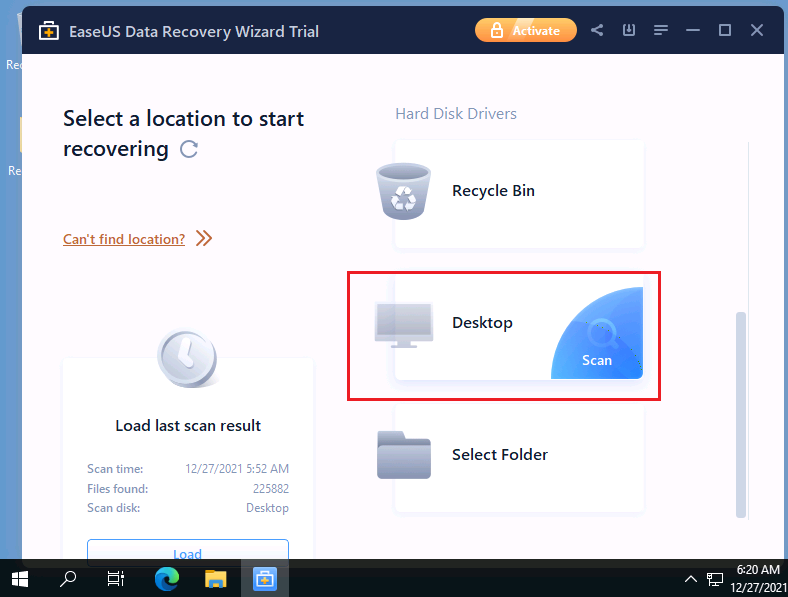 EaseUS Data Recovery Wizard Trial
Activate
Rec
Re
Select a location to start
recovering
Can't find location?
Load last scan result
Scan time: 12/27/2021 5:52 AM
Files found: 225882
Scan disk: Desktop
Load
Hard Disk Drivers
Recycle Bin
Desktop
Scan
Select Folder
6:20 AM
12/27/2021